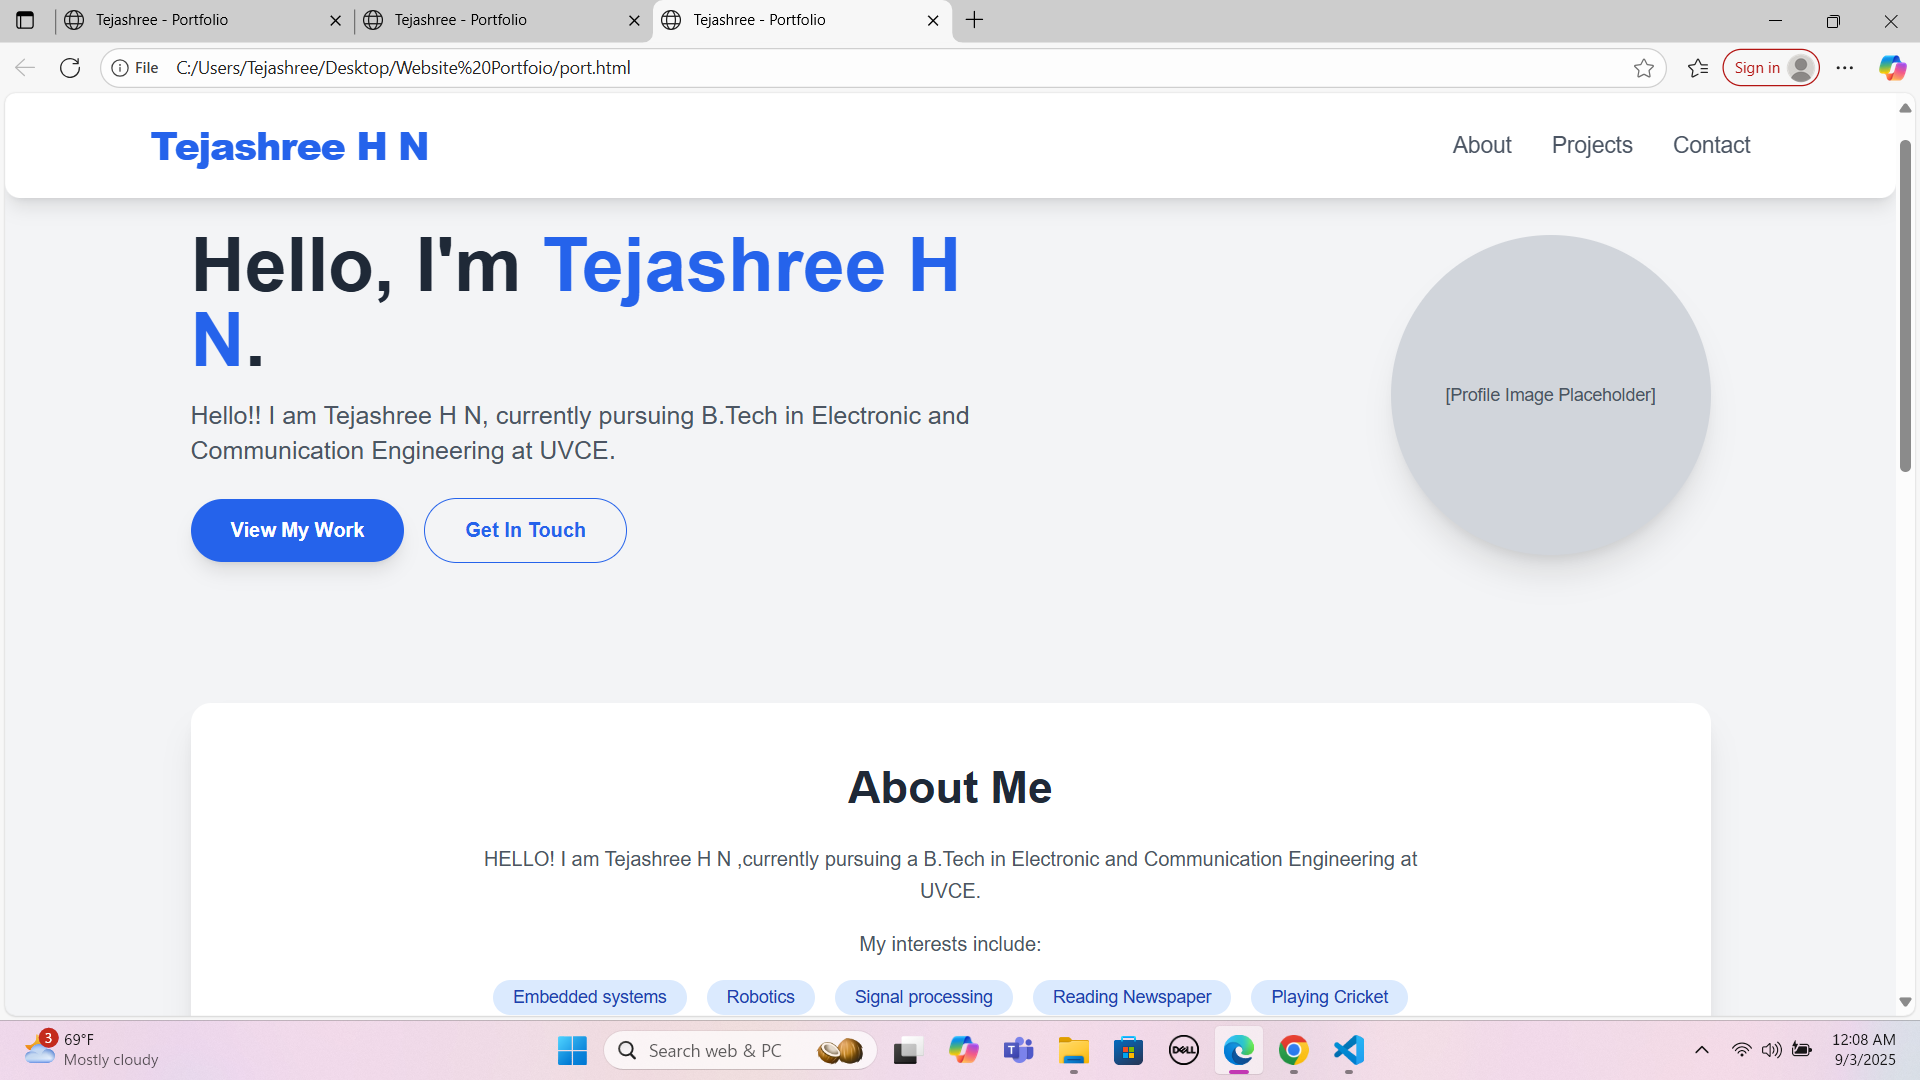 Tejashree - Portfolio
Tejashree - Portfolio
Tejashree - Portfolio
File C:/Users/Tejashree/Desktop/Website%20Portfoio/port.html
Sign in
Tejashree H N
About Projects Contact
Hello, I'm Tejashree H
N.
[Profile Image Placeholder]
Hello!! I am Tejashree H N, currently pursuing B.Tech in Electronic and
Communication Engineering at UVCE.
View My Work
Get In Touch
About Me
HELLO! I am Tejashree H N ,currently pursuing a B.Tech in Electronic and Communication Engineering at
UVCE.
My interests include:
Embedded systems
Robotics
Signal processing
Reading Newspaper
Playing Cricket
3
69°F
Mostly cloudy
Search web & PC
DELL
12:08 AM
9/3/2025